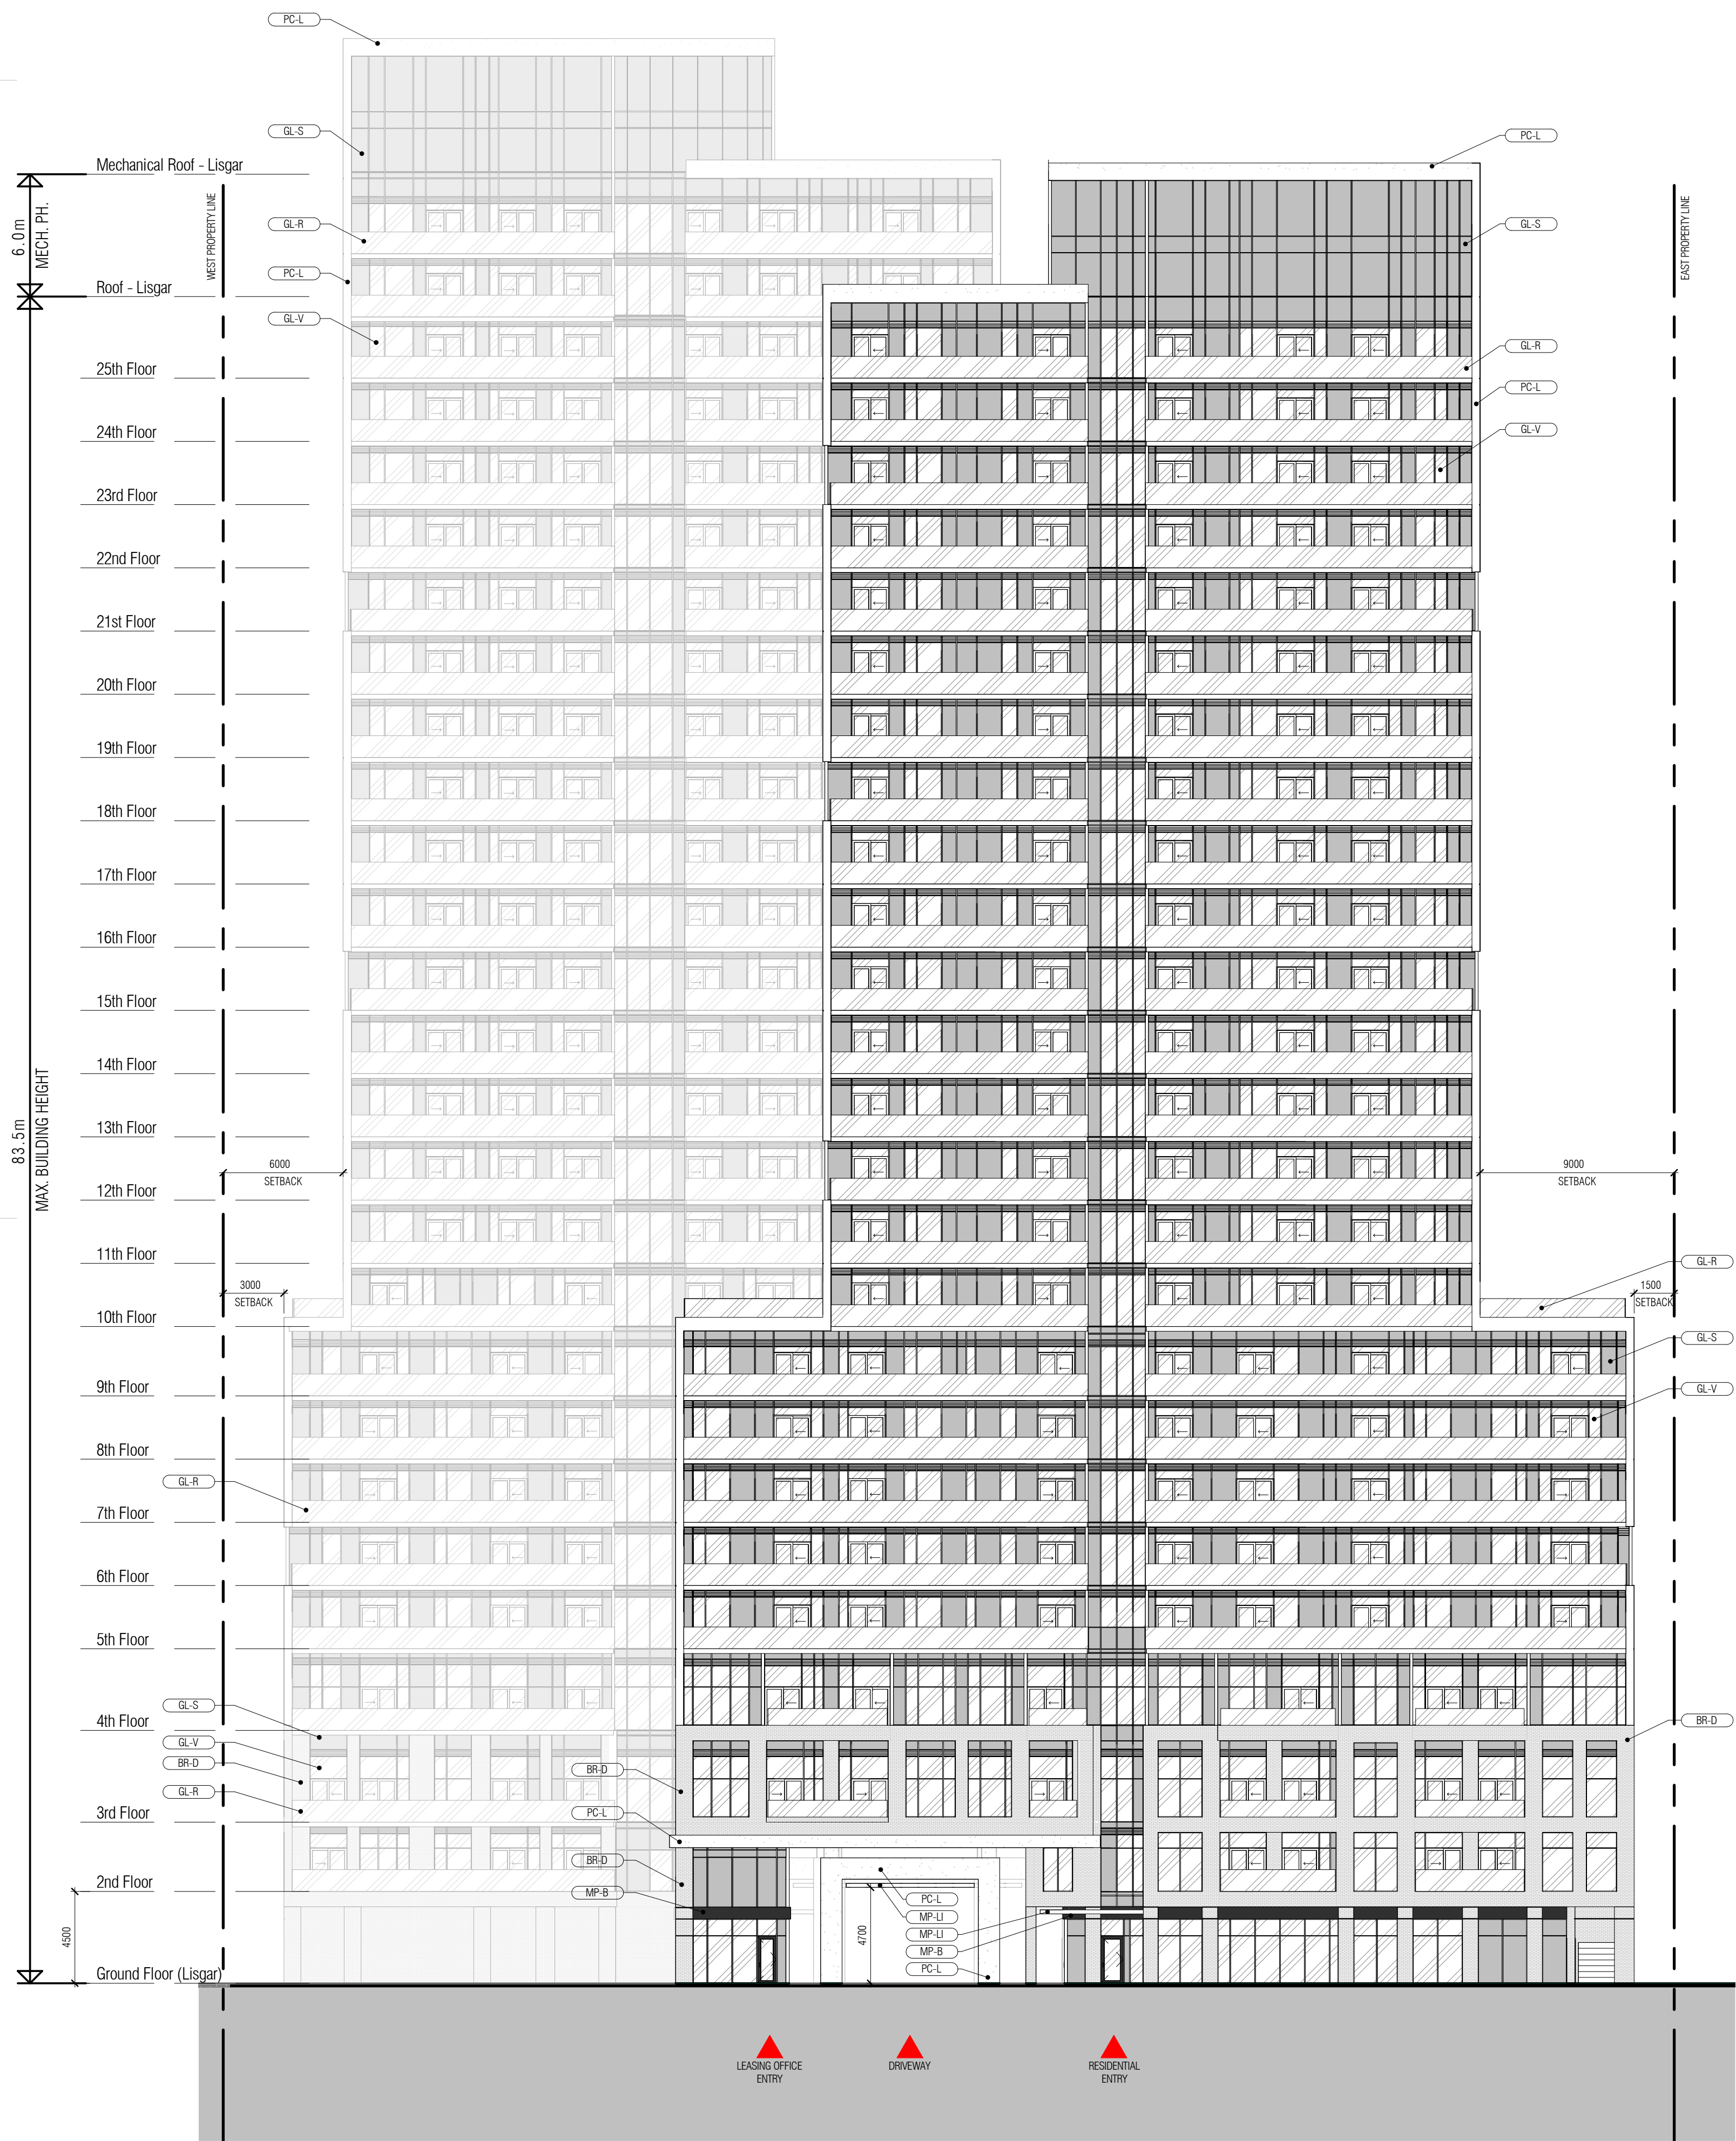 PC-L
GL-S
PC-L
Mechanical Roof - Lisgar
6.0m
MECH. PH.
WEST PROPERTY LINE
EAST PROPERTY LINE
GL-R
GL-S
PC-L
Roof - Lisgar
GL-V
GL-R
25th Floor
PC-L
24th Floor
GL-V
23rd Floor
22nd Floor
21st Floor
20th Floor
19th Floor
18th Floor
17th Floor
16th Floor
15th Floor
14th Floor
13th Floor
83.5m
MAX. BUILDING HEIGHT
6000
SETBACK
9000
SETBACK
12th Floor
11th Floor
GL-R
3000
SETBACK
1500
SETBACK
10th Floor
GL-S
9th Floor
GL-V
8th Floor
GL-R
7th Floor
6th Floor
5th Floor
GL-S
4th Floor
BR-D
GL-V
BR-D
BR-D
GL-R
3rd Floor
PC-L
BR-D
2nd Floor
MP-B
PC-L
MP-LI
MP-LI
MP-B
PC-L
4500
4700
Ground Floor (Lisgar)
LEASING OFFICE
ENTRY
DRIVEWAY
RESIDENTIAL
ENTRY